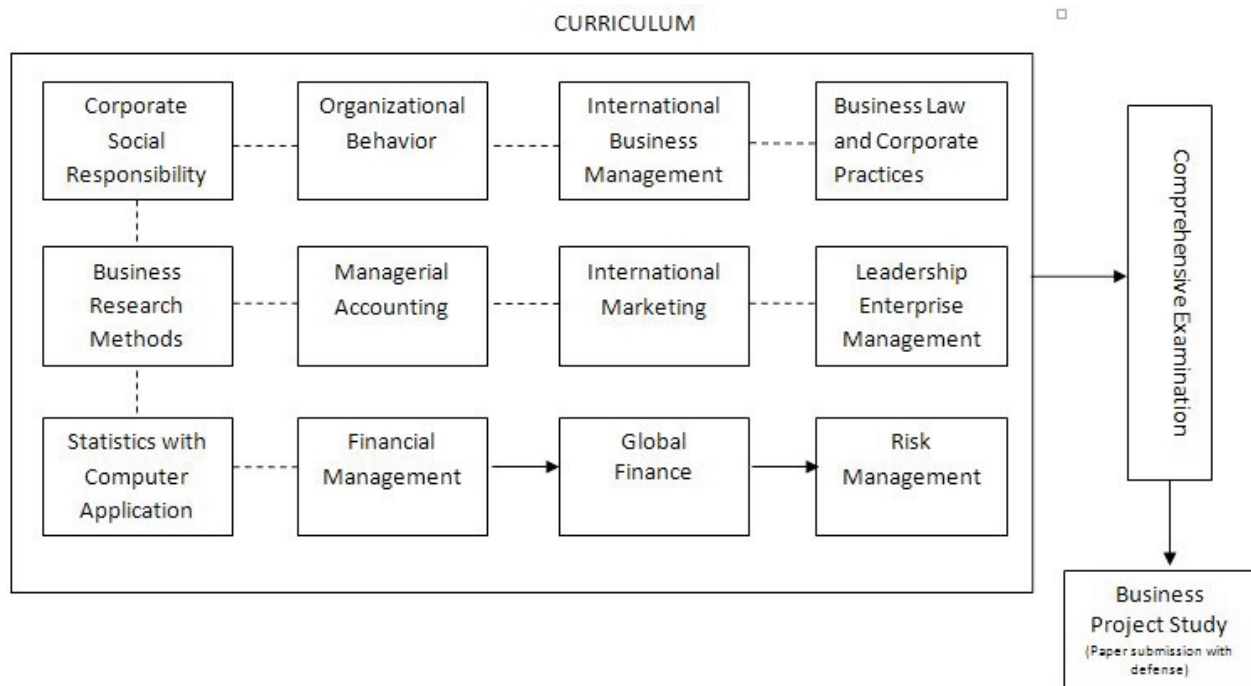 CURRICULUM
Corporate
Social
Responsibility
Organizational
Behavior
International
Business
Management
Business Law
and Corporate
Practices
Business
Research
Methods
Managerial
Accounting
International
Marketing
Leadership
Enterprise
Management
Statistics with
Computer
Application
Financial
Management
Global
Finance
Risk
Management
Comprehensive Examination
Business
Project Study
(Paper submission with
defense)